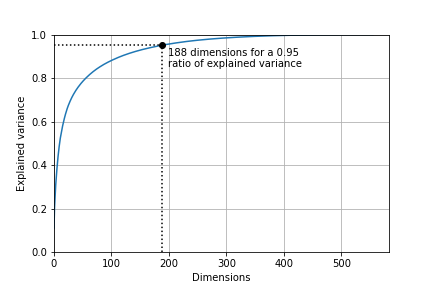 1.0
0.8
0.6
0.4
0.2
0.0
Explained variance
188 dimensions for a 0.95
ratio of explained variance
0 100 200 300 400 500
Dimensions